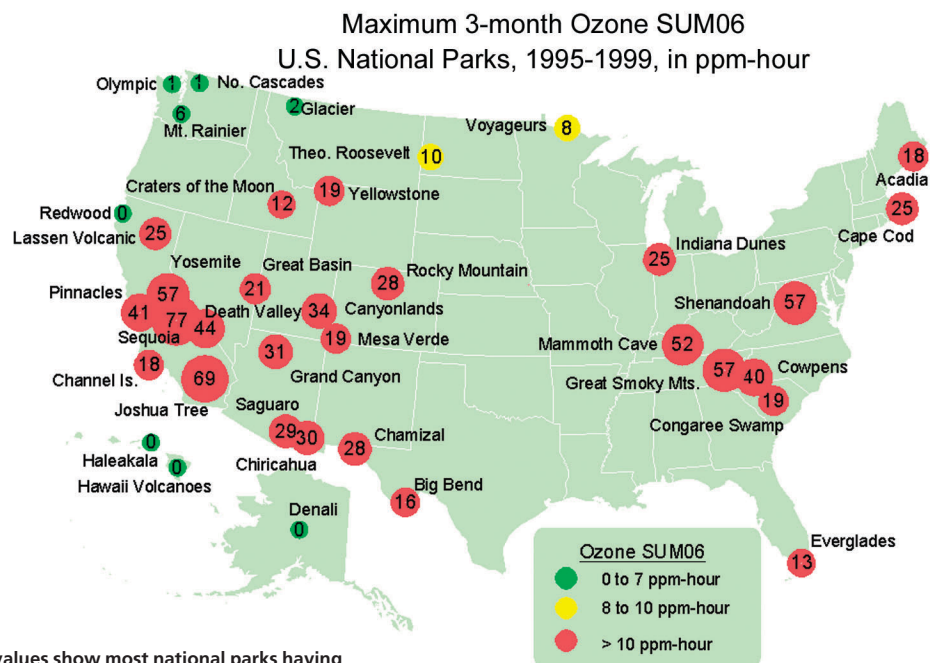 Maximum 3-month Ozone SUM06
U.S. National Parks, 1995-1999, in ppm-hour
Olympic 1
1 No. Cascades
6
Mt. Rainier
2 Glacier
Voyageurs 8
Theo. Roosevelt 10
18
Acadia
Craters of the Moon 12
19 Yellowstone
25
Cape Cod
Redwood 0
Lassen Volcanic 25
Indiana Dunes
25
Yosemite
57
Great Basin
21
Rocky Mountain
28
Pinnacles
41
77
Sequoia
Death Valley
44
34 Canyonlands
Shenandoah 57
19 Mesa Verde
Mammoth Cave 52
31
Grand Canyon
18
Channel Is.
69
Joshua Tree
Great Smoky Mts. 57
40 Cowpens
19
Congaree Swamp
Saguaro
29
30
Chiricahua
Chamizal
28
0
Haleakala
0
Hawaii Volcanoes
Big Bend
16
Denali
0
Everglades
13
Ozone SUM06
0 to 7 ppm-hour
8 to 10 ppm-hour
> 10 ppm-hour
values show most national parks having